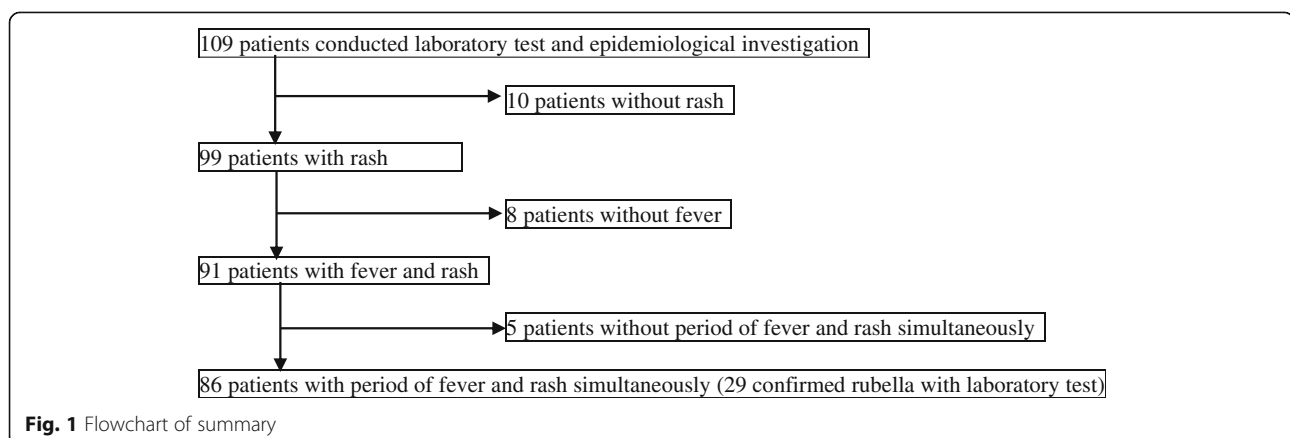 109 patients conducted laboratory test and epidemiological investigation
10 patients without rash
99 patients with rash
8 patients without fever
91 patients with fever and rash
5 patients without period of fever and rash simultaneously
86 patients with period of fever and rash simultaneously (29 confirmed rubella with laboratory test)
Fig. 1 Flowchart of summary